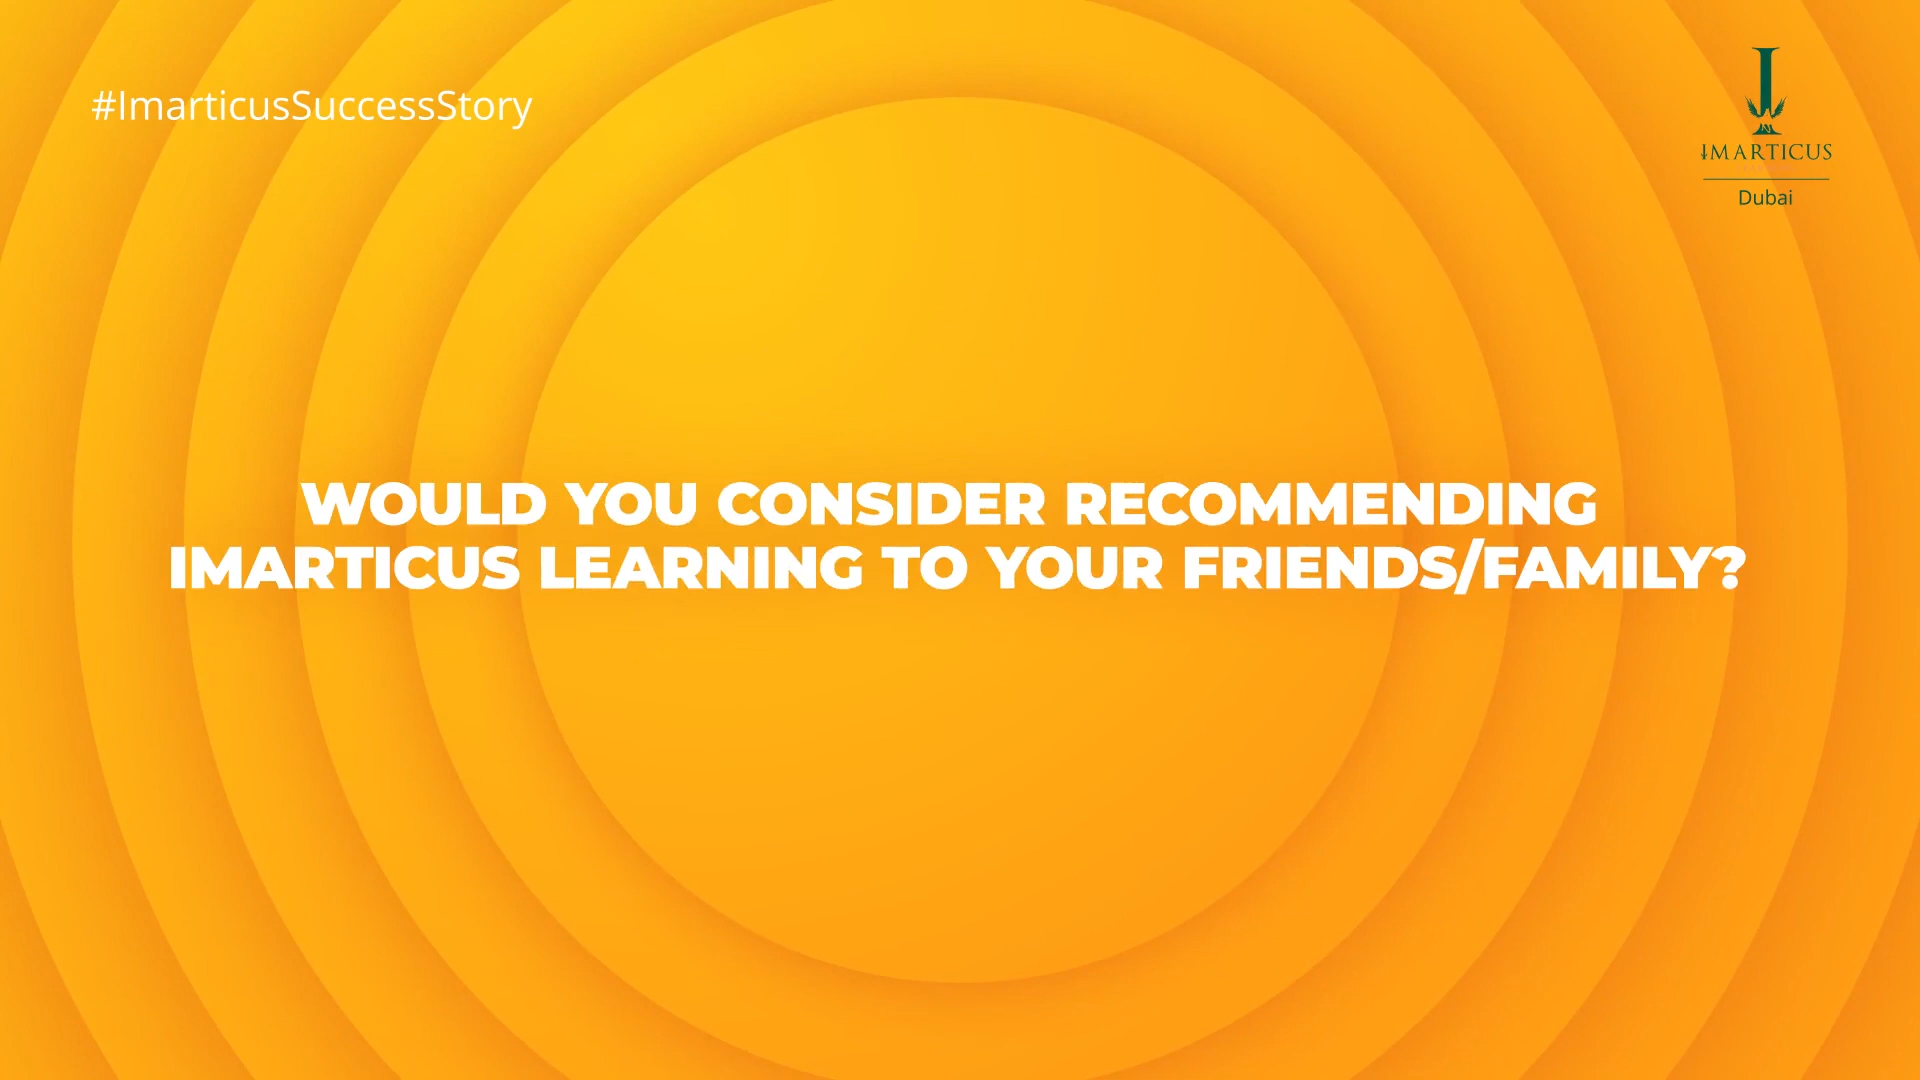 #ImarticusSuccessStory
IMARTICUS
Dubai
WOULD YOU CONSIDER RECOMMENDING
IMARTICUS LEARNING TO YOUR FRIENDS/FAMILY?